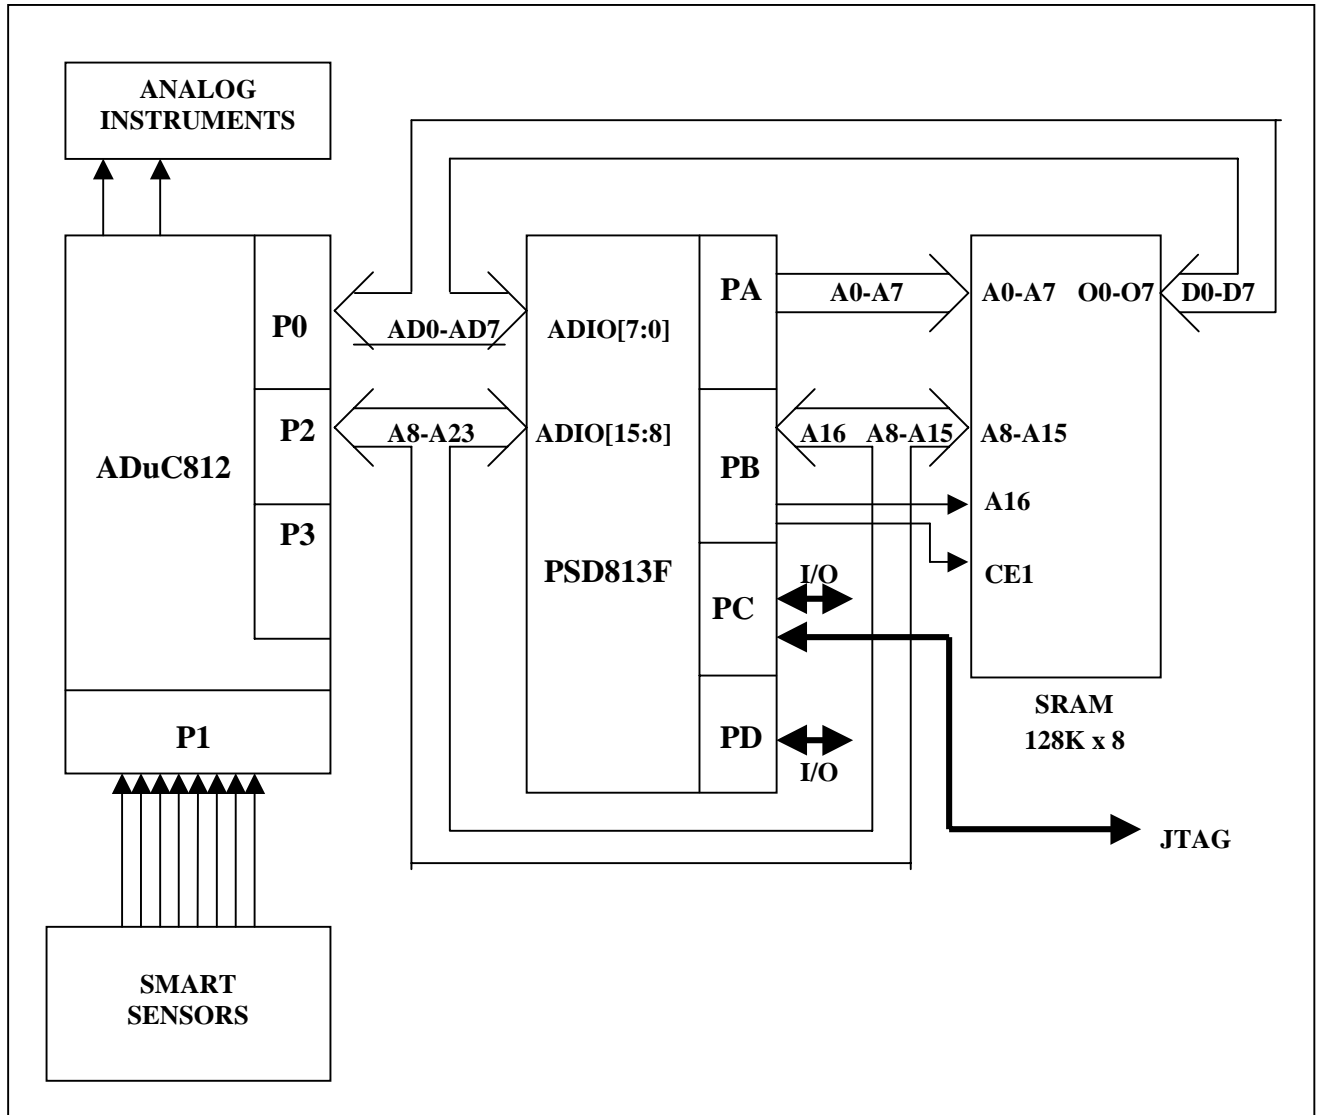 ANALOG
INSTRUMENTS
P0
AD0-AD7
ADIO[7:0]
PA
A0-A7
A0-A7
O0-O7
D0-D7
P2
A8-A23
ADIO[15:8]
A16
A8-A15
A8-A15
ADuC812
PB
A16
P3
PSD813F
I/O
CE1
PC
P1
PD
I/O
SRAM
128K x 8
JTAG
SMART
SENSORS